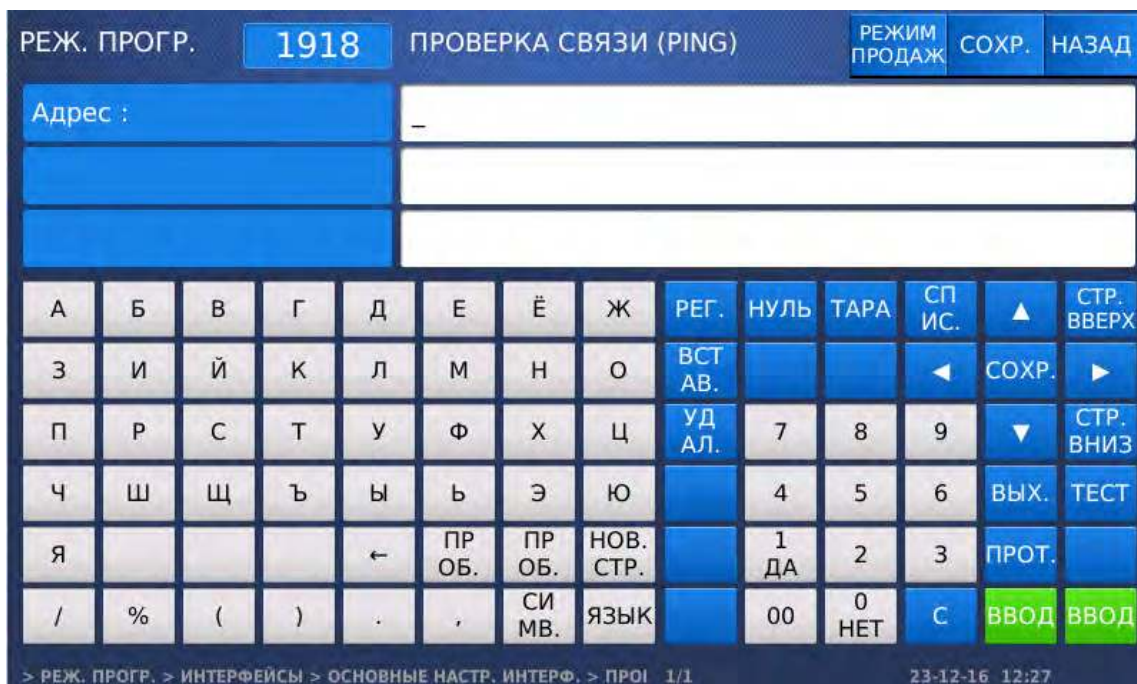 РЕЖ. ПРОГР. 1918 ПРОВЕРКА СВЯЗИ (PING) РЕЖИМ ПРОДАЖ СОХР. НАЗАД
Адрес : _
А Б В Г Д Е Ё Ж РЕГ. НУЛЬ ТАРА СП ИС. ▲ СТР. ВВЕРХ
З И Й К Л М Н О ВСТ АВ. ◀ СОХР. ▶
П Р С Т У Ф Х Ц УД АЛ. 7 8 9 ▼ СТР. ВНИЗ
Ч Ш Щ Ъ Ы Ь Э Ю 4 5 6 ВЫХ. ТЕСТ
Я ← ПР ОБ. ПР ОБ. НОВ. СТР. 1 ДА 2 3 ПРОТ.
/ % ( ) . , СИ МВ. ЯЗЫК 00 0 НЕТ С ВВОД ВВОД
> РЕЖ. ПРОГР. > ИНТЕРФЕЙСЫ > ОСНОВНЫЕ НАСТР. ИНТЕРФ. > ПРОІ 1/1 23-12-16 12:27